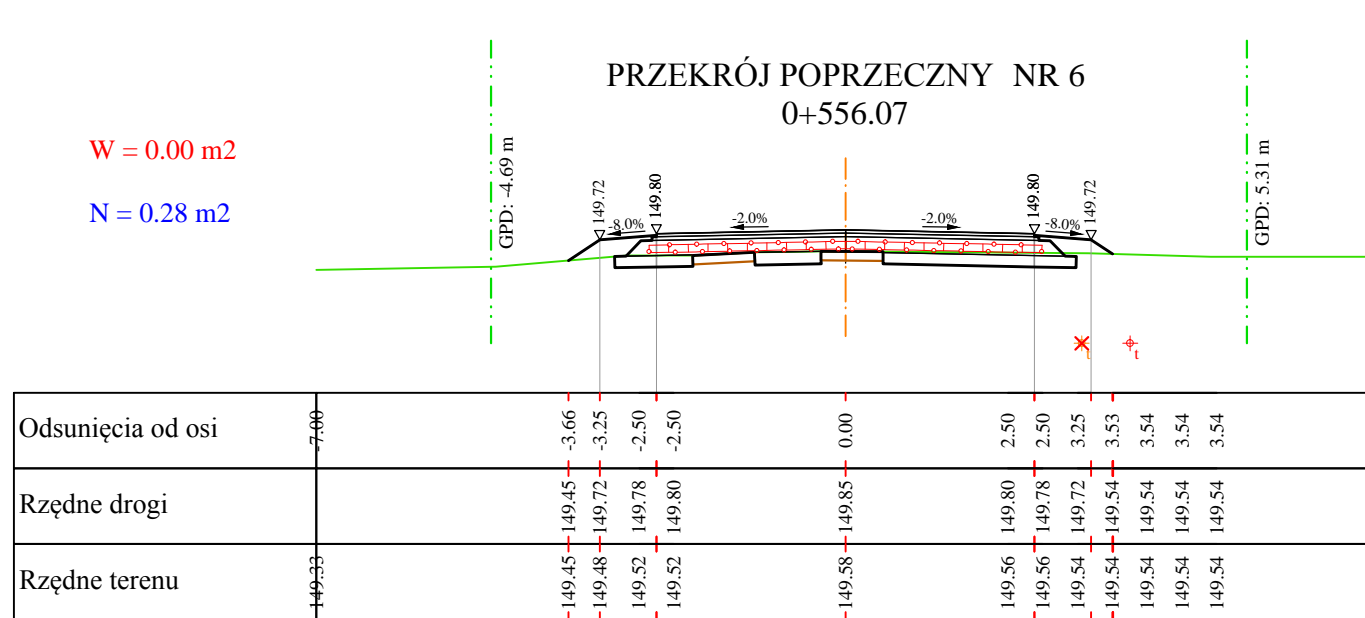 PRZEKRÓJ POPRZECZNY NR 6
0+556.07
W = 0.00 m2
N = 0.28 m2
GPD: -4.69 m
GPD: 5.31 m
149.72
149.80
149.80
149.72
-8.0%
-2.0%
-2.0%
-8.0%
t
t
Odsunięcia od osi
-7.00 -3.66 -3.25 -2.50 -2.50 0.00 2.50 2.50 3.25 3.53 3.54 3.54 3.54
Rzędne drogi
149.45 149.72 149.78 149.80 149.85 149.80 149.78 149.72 149.54 149.54 149.54 149.54
Rzędne terenu
149.33 149.45 149.48 149.52 149.52 149.58 149.56 149.56 149.54 149.54 149.54 149.54 149.54